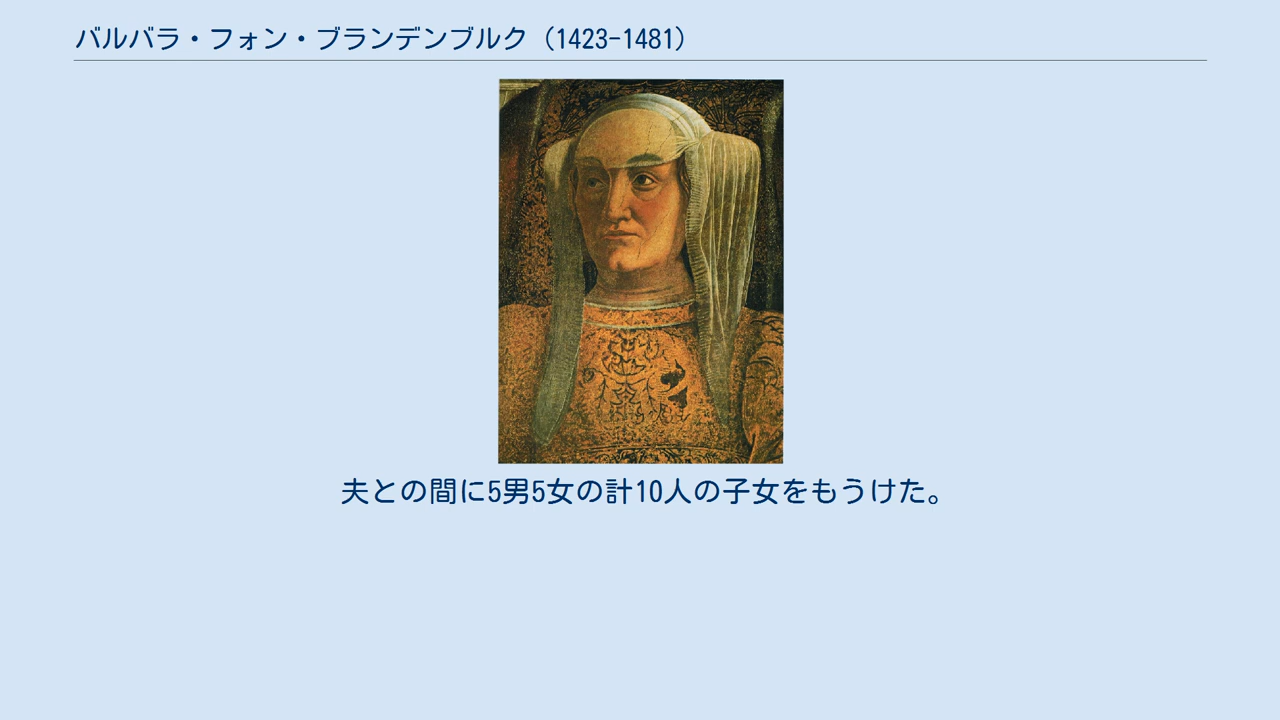 バルバラ・フォン・ブランデンブルク（1423-1481）
夫との間に5男5女の計10人の子女をもうけた。